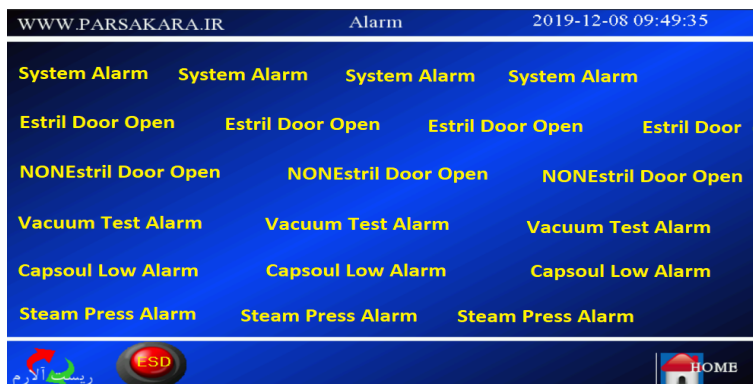 WWW.PARSAKARA.IR Alarm 2019-12-08 09:49:35
System Alarm System Alarm System Alarm System Alarm
Estril Door Open Estril Door Open Estril Door Open Estril Door
NONEstril Door Open NONEstril Door Open NONEstril Door Open
Vacuum Test Alarm Vacuum Test Alarm Vacuum Test Alarm
Capsoul Low Alarm Capsoul Low Alarm Capsoul Low Alarm
Steam Press Alarm Steam Press Alarm Steam Press Alarm
ریست آلارم ESD HOME